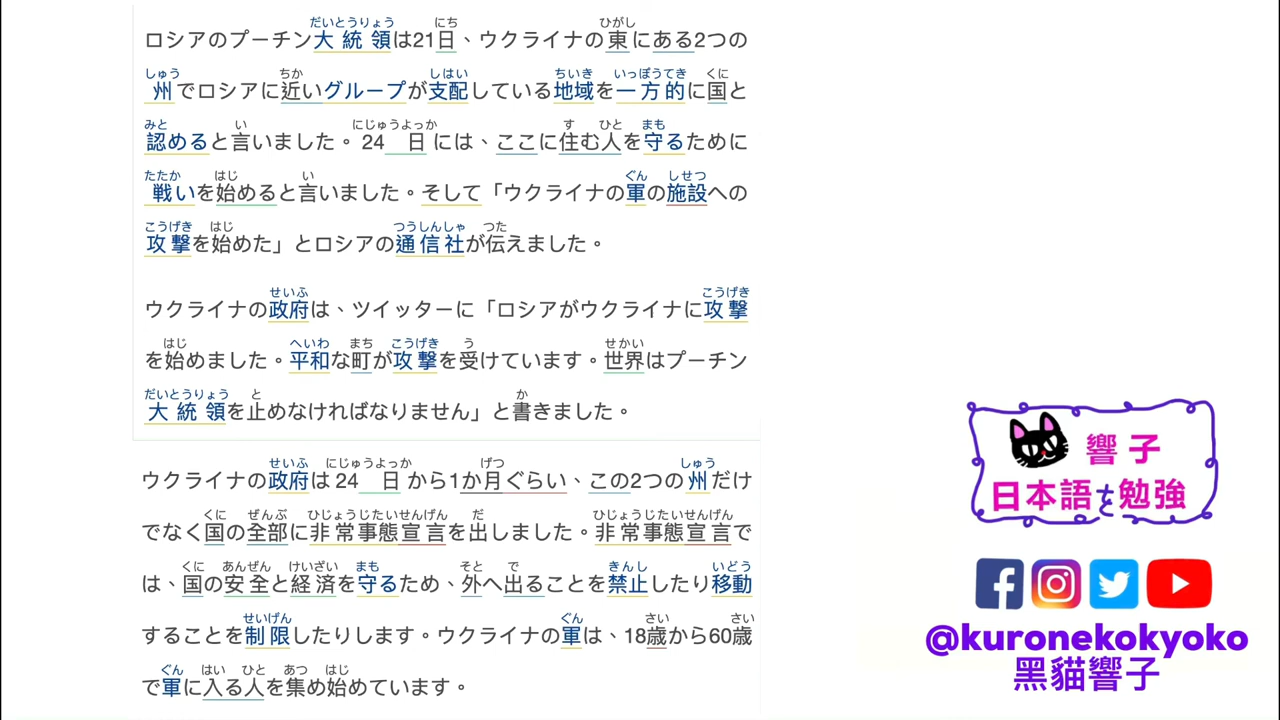 ロシアのプーチン大統領は21日、ウクライナの東にある2つの
州でロシアに近いグループが支配している地域を一方的に国と
認めると言いました。24日には、ここに住む人を守るために
戦いを始めると言いました。そして「ウクライナの軍の施設への
攻撃を始めた」とロシアの通信社が伝えました。
ウクライナの政府は、ツイッターに「ロシアがウクライナに攻撃
を始めました。平和な町が攻撃を受けています。世界はプーチン
大統領を止めなければなりません」と書きました。
ウクライナの政府は24日から1か月ぐらい、この2つの州だけ
でなく国の全部に非常事態宣言を出しました。非常事態宣言で
は、国の安全と経済を守るため、外へ出ることを禁止したり移動
することを制限したりします。ウクライナの軍は、18歳から60歳
で軍に入る人を集め始めています。
響子
日本語を勉強
@kuronekokyoko
黑貓響子